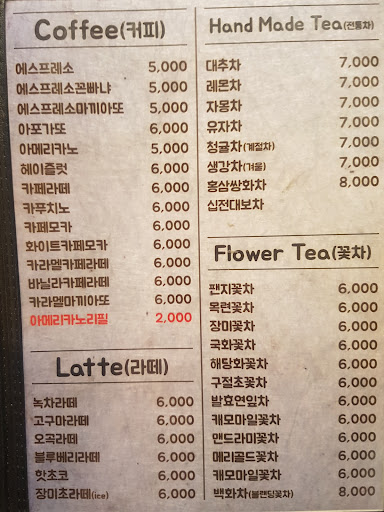 Coffee(커피)
에스프레소 5,000
에스프레소꼰빠냐 5,000
에스프레소마끼아또 5,000
아포가또 6,000
아메리카노 5,000
헤이즐럿 6,000
카페라떼 6,000
카푸치노 6,000
카페모카 6,000
화이트카페모카 6,000
카라멜카페라떼 6,000
바닐라카페라떼 6,000
카라멜마끼아또 6,000
아메리카노리필 2,000
Latte(라떼)
녹차라떼 6,000
고구마라떼 6,000
오곡라떼 6,000
블루베리라떼 6,000
핫초코 6,000
장미초라떼(ice) 6,000
Hand Made Tea(전통차)
대추차 7,000
레몬차 7,000
자몽차 7,000
유자차 7,000
청귤차(계절차) 7,000
생강차(겨울) 7,000
홍삼쌍화차 8,000
십전대보차
Flower Tea(꽃차)
팬지꽃차 6,000
목련꽃차 6,000
장미꽃차 6,000
국화꽃차 6,000
해당화꽃차 6,000
구절초꽃차 6,000
발효연잎차 6,000
캐모마일꽃차 6,000
맨드라미꽃차 6,000
메리골드꽃차 6,000
캐모마일꽃차 6,000
백화차(블랜딩꽃차) 8,000